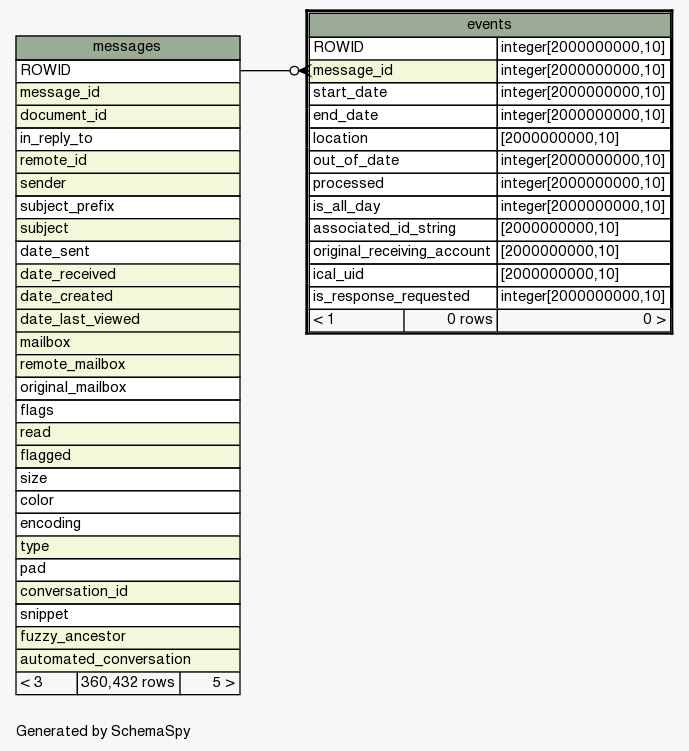 messages
ROWID
message_id
document_id
in_reply_to
remote_id
sender
subject_prefix
subject
date_sent
date_received
date_created
date_last_viewed
mailbox
remote_mailbox
original_mailbox
flags
read
flagged
size
color
encoding
type
pad
conversation_id
snippet
fuzzy_ancestor
automated_conversation
< 3 360,432 rows 5 >
events
ROWID integer[2000000000,10]
message_id integer[2000000000,10]
start_date integer[2000000000,10]
end_date integer[2000000000,10]
location [2000000000,10]
out_of_date integer[2000000000,10]
processed integer[2000000000,10]
is_all_day integer[2000000000,10]
associated_id_string [2000000000,10]
original_receiving_account [2000000000,10]
ical_uid [2000000000,10]
is_response_requested integer[2000000000,10]
< 1 0 rows 0 >
Generated by SchemaSpy